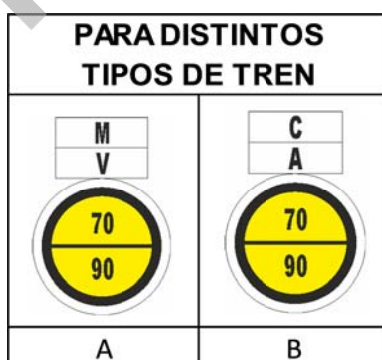 PARA DISTINTOS
TIPOS DE TREN
M
V
70
90
A
C
A
70
90
B